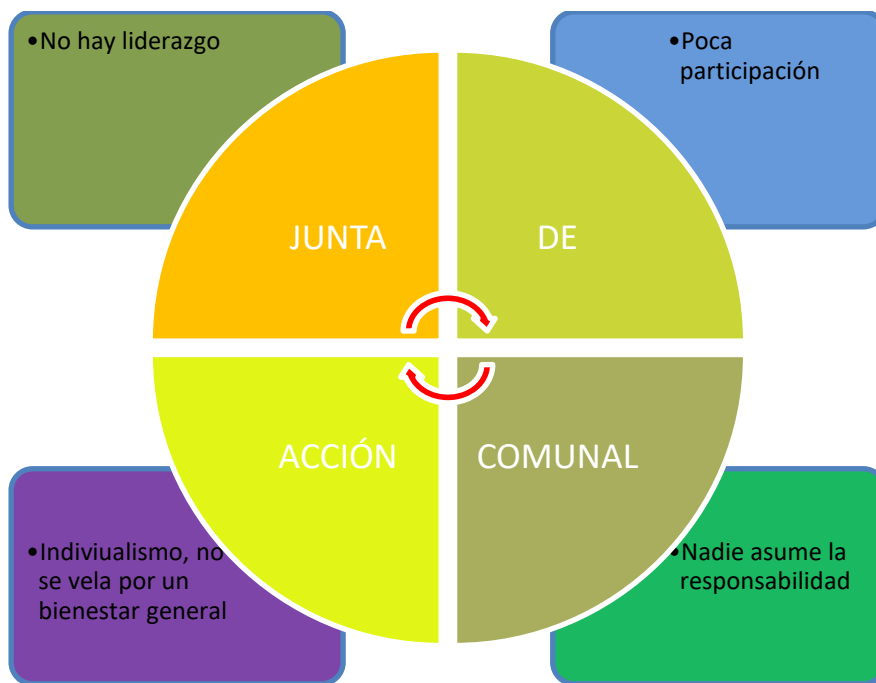 •No hay liderazgo
•Poca
participación
JUNTA
DE
ACCIÓN
COMUNAL
•Indiviualismo, no
se vela por un
bienestar general
•Nadie asume la
responsabilidad